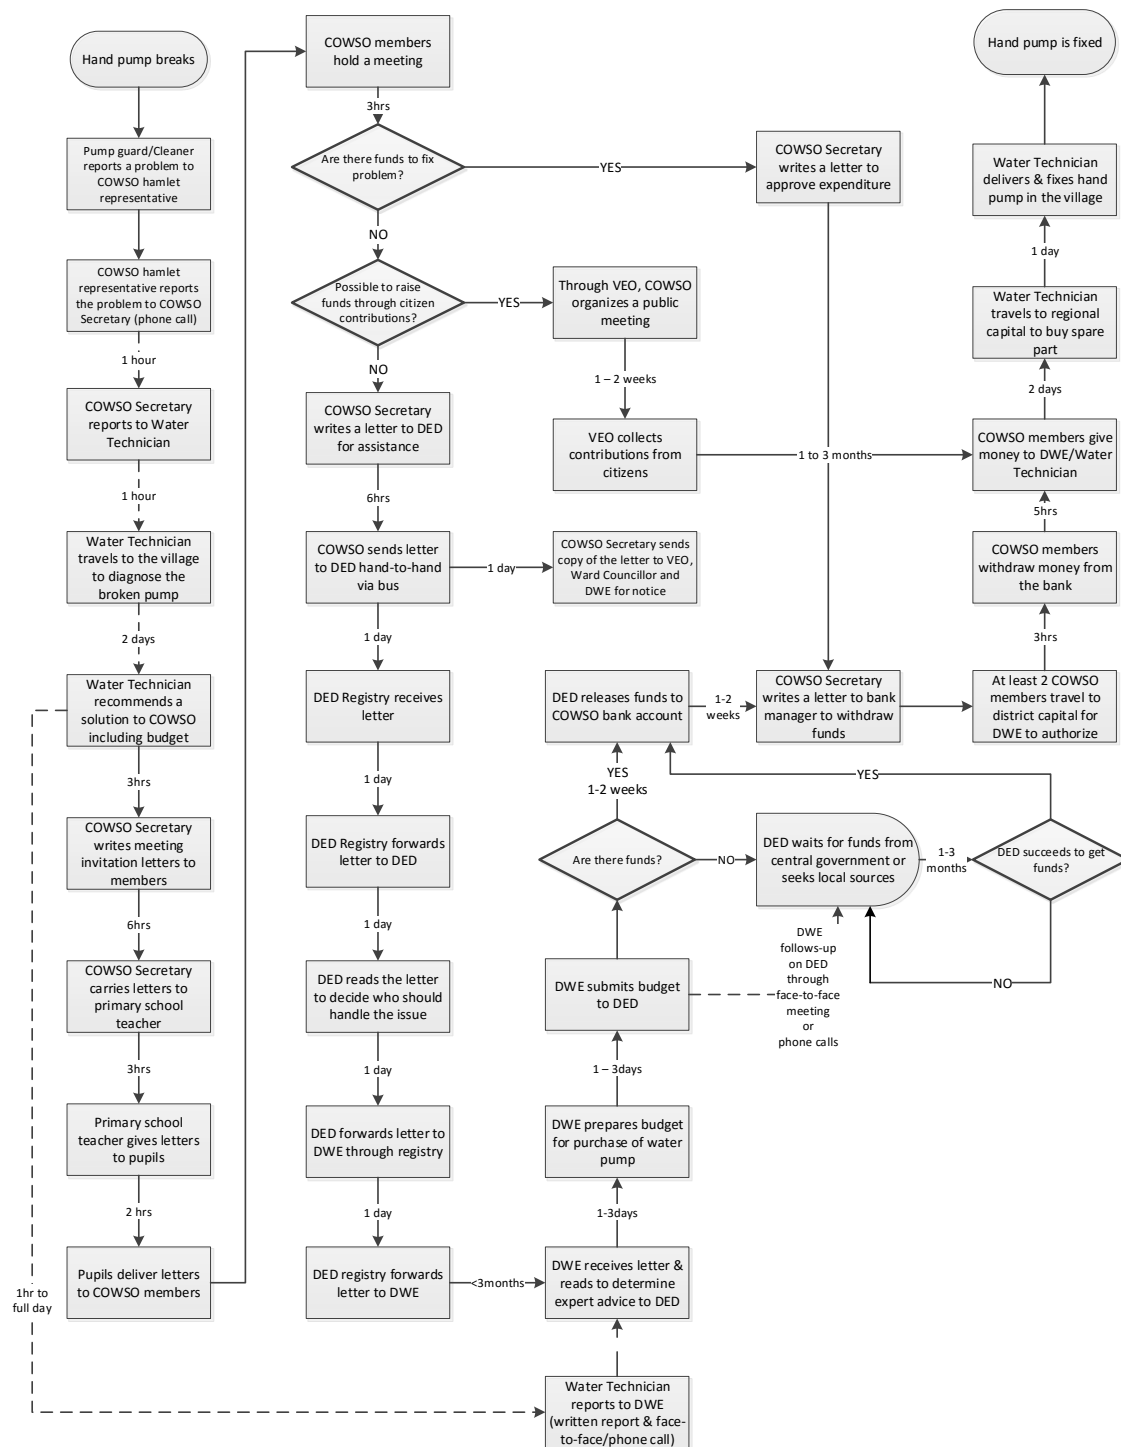 Hand pump breaks
Pump guard/Cleaner
reports a problem to
COWSO hamlet
representative
COWSO hamlet
representative reports
the problem to COWSO
Secretary (phone call)
1 hour
COWSO Secretary
reports to Water
Technician
1 hour
Water Technician
travels to the village
to diagnose the
broken pump
2 days
Water Technician
recommends a
solution to COWSO
including budget
3hrs
COWSO Secretary
writes meeting
invitation letters to
members
6hrs
COWSO Secretary
carries letters to
primary school
teacher
3hrs
Primary school
teacher gives letters
to pupils
2 hrs
Pupils deliver letters
to COWSO members
1hr to
full day
COWSO members
hold a meeting
3hrs
Are there funds to fix
problem?
YES
NO
Possible to raise
funds through citizen
contributions?
YES
NO
COWSO Secretary
writes a letter to DED
for assistance
6hrs
COWSO sends letter
to DED hand-to-hand
via bus
1 day
1 day
DED Registry receives
letter
1 day
DED Registry forwards
letter to DED
1 day
DED reads the letter
to decide who should
handle the issue
1 day
DED forwards letter to
DWE through registry
1 day
DED registry forwards
letter to DWE
<3months
Through VEO, COWSO
organizes a public
meeting
1 – 2 weeks
VEO collects
contributions from
citizens
1 to 3 months
COWSO Secretary sends
copy of the letter to VEO,
Ward Councillor and
DWE for notice
DED releases funds to
COWSO bank account
1-2
weeks
YES
1-2 weeks
Are there funds?
NO
DWE submits budget
to DED
1 – 3days
DWE prepares budget
for purchase of water
pump
1-3days
DWE receives letter &
reads to determine
expert advice to DED
Water Technician
reports to DWE
(written report & face-
to-face/phone call)
COWSO Secretary
writes a letter to
approve expenditure
COWSO Secretary
writes a letter to bank
manager to withdraw
funds
YES
DED waits for funds from
central government or
seeks local sources
1-3
months
DED succeeds to get
funds?
NO
DWE
follows-up
on DED
through
face-to-face
meeting
or
phone calls
Hand pump is fixed
Water Technician
delivers & fixes hand
pump in the village
1 day
Water Technician
travels to regional
capital to buy spare
part
2 days
COWSO members give
money to DWE/Water
Technician
5hrs
COWSO members
withdraw money from
the bank
3hrs
At least 2 COWSO
members travel to
district capital for
DWE to authorize